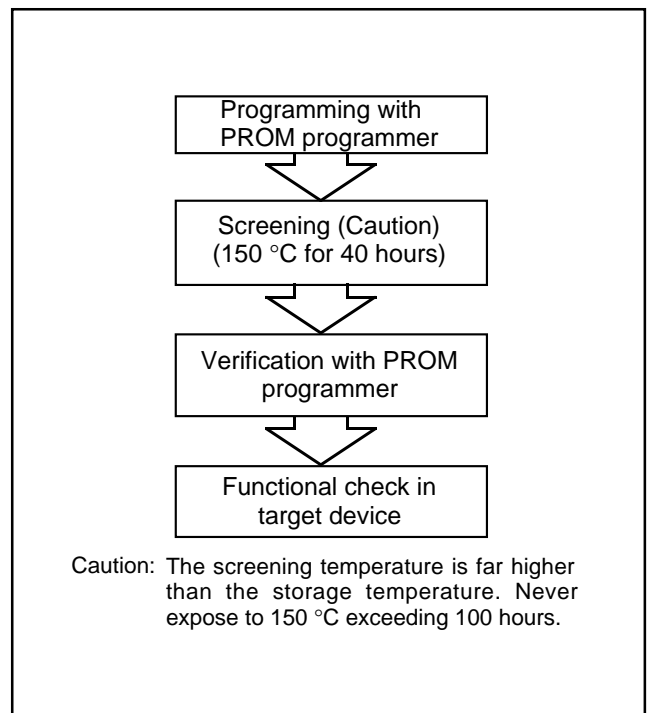 Programming with
PROM programmer
Screening (Caution)
(150 °C for 40 hours)
Verification with PROM
programmer
Functional check in
target device
Caution: The screening temperature is far higher
than the storage temperature. Never
expose to 150 °C exceeding 100 hours.